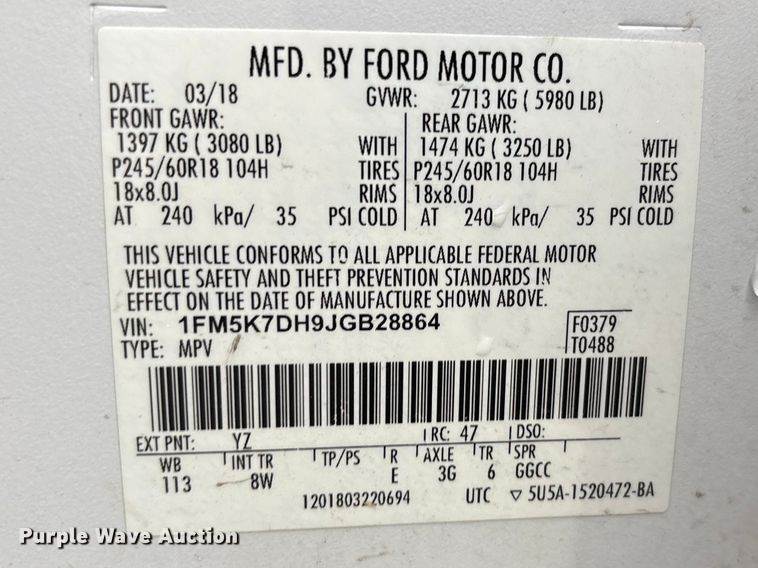 MFD. BY FORD MOTOR CO.
DATE: 03/18 GVWR: 2713 KG ( 5980 LB)
FRONT GAWR: REAR GAWR:
1397 KG ( 3080 LB) WITH 1474 KG ( 3250 LB) WITH
P245/60R18 104H TIRES P245/60R18 104H TIRES
18x8.0J RIMS 18x8.0J RIMS
AT 240 kPa/ 35 PSI COLD AT 240 kPa/ 35 PSI COLD
THIS VEHICLE CONFORMS TO ALL APPLICABLE FEDERAL MOTOR
VEHICLE SAFETY AND THEFT PREVENTION STANDARDS IN
EFFECT ON THE DATE OF MANUFACTURE SHOWN ABOVE.
VIN: 1FM5K7DH9JGB28864 F0379
TYPE: MPV T0488
EXT PNT: YZ RC: 47 DSO:
WB INT TR TP/PS R AXLE TR SPR
113 8W E 3G 6 GGCC
1201803220694 UTC ▽ 5U5A-1520472-BA
Purple Wave Auction